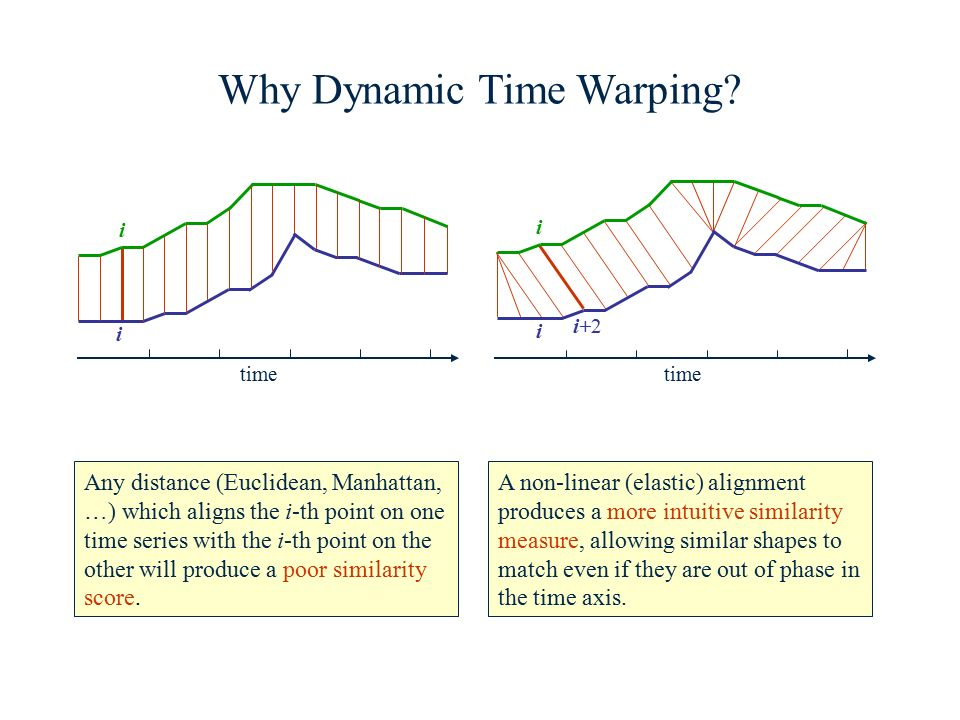 Why Dynamic Time Warping?
i
i
time
i
i
i+2
time
Any distance (Euclidean, Manhattan,
…) which aligns the i-th point on one
time series with the i-th point on the
other will produce a poor similarity
score.
A non-linear (elastic) alignment
produces a more intuitive similarity
measure, allowing similar shapes to
match even if they are out of phase in
the time axis.